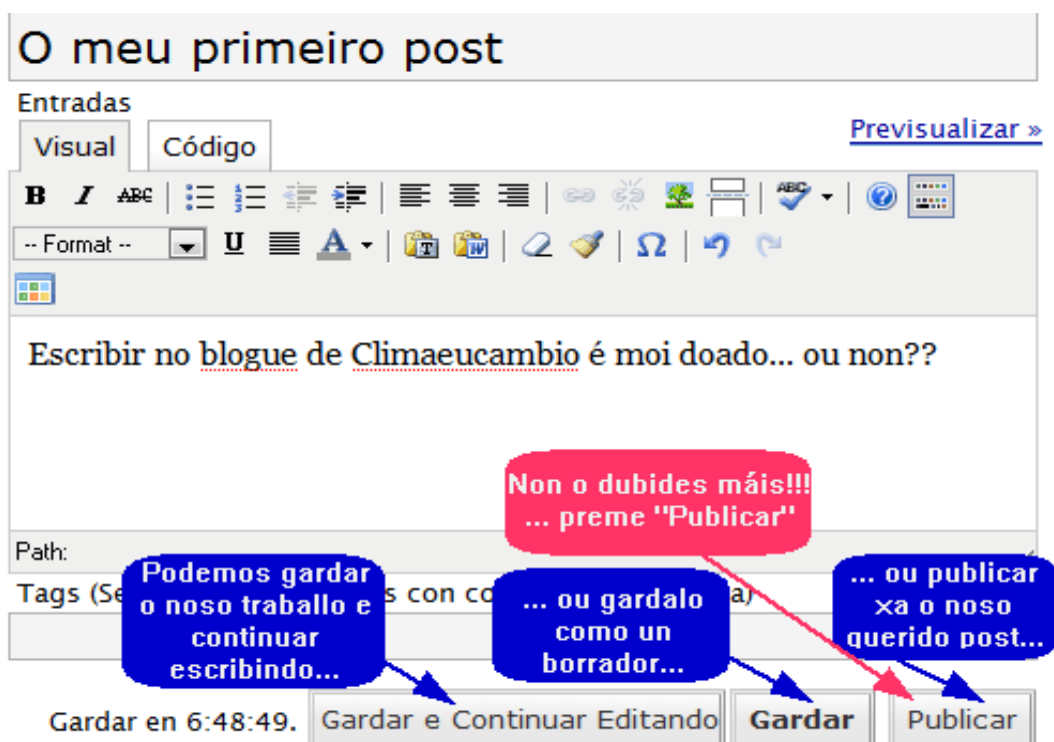 O meu primeiro post
Entradas
Visual Código Previsualizar »
B I ABC ABC
-- Format -- U A T W Ω
Escribir no blogue de Climaeucambio é moi doado... ou non??
Non o dubides máis!!!
... preme "Publicar"
Path:
Tags (Se s con co a)
Podemos gardar
o noso traballo e
continuar
escribindo...
... ou gardalo
como un
borrador...
... ou publicar
xa o noso
querido post...
Gardar en 6:48:49. Gardar e Continuar Editando Gardar Publicar